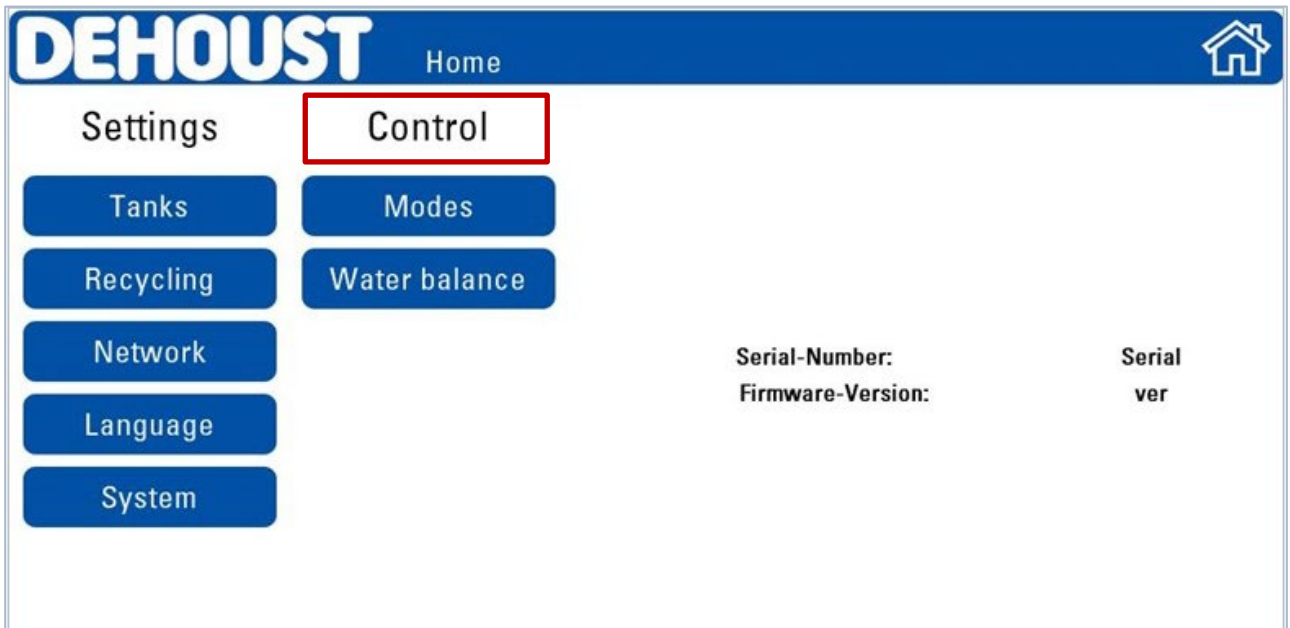 DEHOUST Home
Settings Control
Tanks Modes
Recycling Water balance
Network
Serial-Number: Serial
Firmware-Version: ver
Language
System